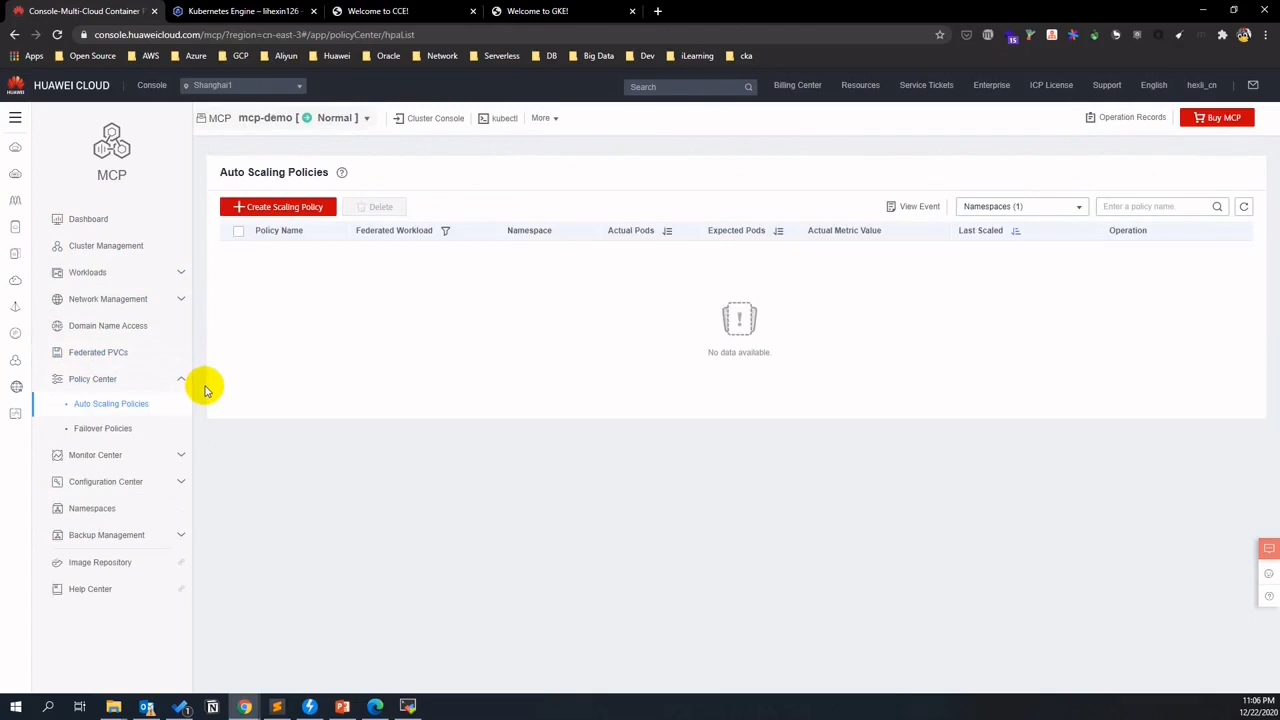 Console-Multi-Cloud Container P
Kubernetes Engine - lihexin126 -
Welcome to CCE!
Welcome to GKE!
console.huaweicloud.com/mcp/?region=cn-east-3#/app/policyCenter/hpaList
Apps
Open Source
AWS
Azure
GCP
Aliyun
Huawei
Oracle
Network
Serverless
DB
Big Data
Dev
iLearning
cka
HUAWEI CLOUD
Console
Shanghai1
Search
Billing Center
Resources
Service Tickets
Enterprise
ICP License
Support
English
hexli_cn
MCP
mcp-demo [ Normal ]
Cluster Console
kubectl
More
Operation Records
Buy MCP
MCP
Dashboard
Cluster Management
Workloads
Network Management
Domain Name Access
Federated PVCs
Policy Center
Auto Scaling Policies
Failover Policies
Monitor Center
Configuration Center
Namespaces
Backup Management
Image Repository
Help Center
Auto Scaling Policies
Create Scaling Policy
Delete
View Event
Namespaces (1)
Enter a policy name
Policy Name
Federated Workload
Namespace
Actual Pods
Expected Pods
Actual Metric Value
Last Scaled
Operation
No data available.
11:06 PM
12/22/2020